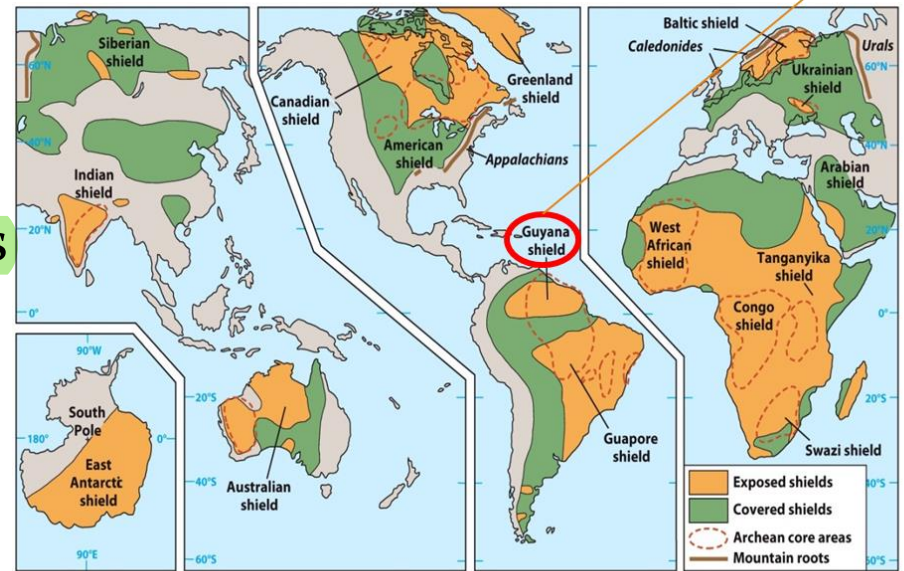 Siberian
shield
60°N
40°N
Indian
shield
20°N
0°
S
90°W
South
Pole
180°
0°
East
Antarctc
shield
90°E
20°S
40°S
60°S
Australian
shield
Canadian
shield
Greenland
shield
American
shield
Appalachians
Guyana
shield
Guapore
shield
Baltic shield
Caledonides
Urals
60°N
Ukrainian
shield
40°N
Arabian
shield
20°N
West
African
shield
Tanganyika
shield
Congo
shield
0°
20°S
Swazi shield
Exposed shields
Covered shields
Archean core areas
Mountain roots
40°S
60°S